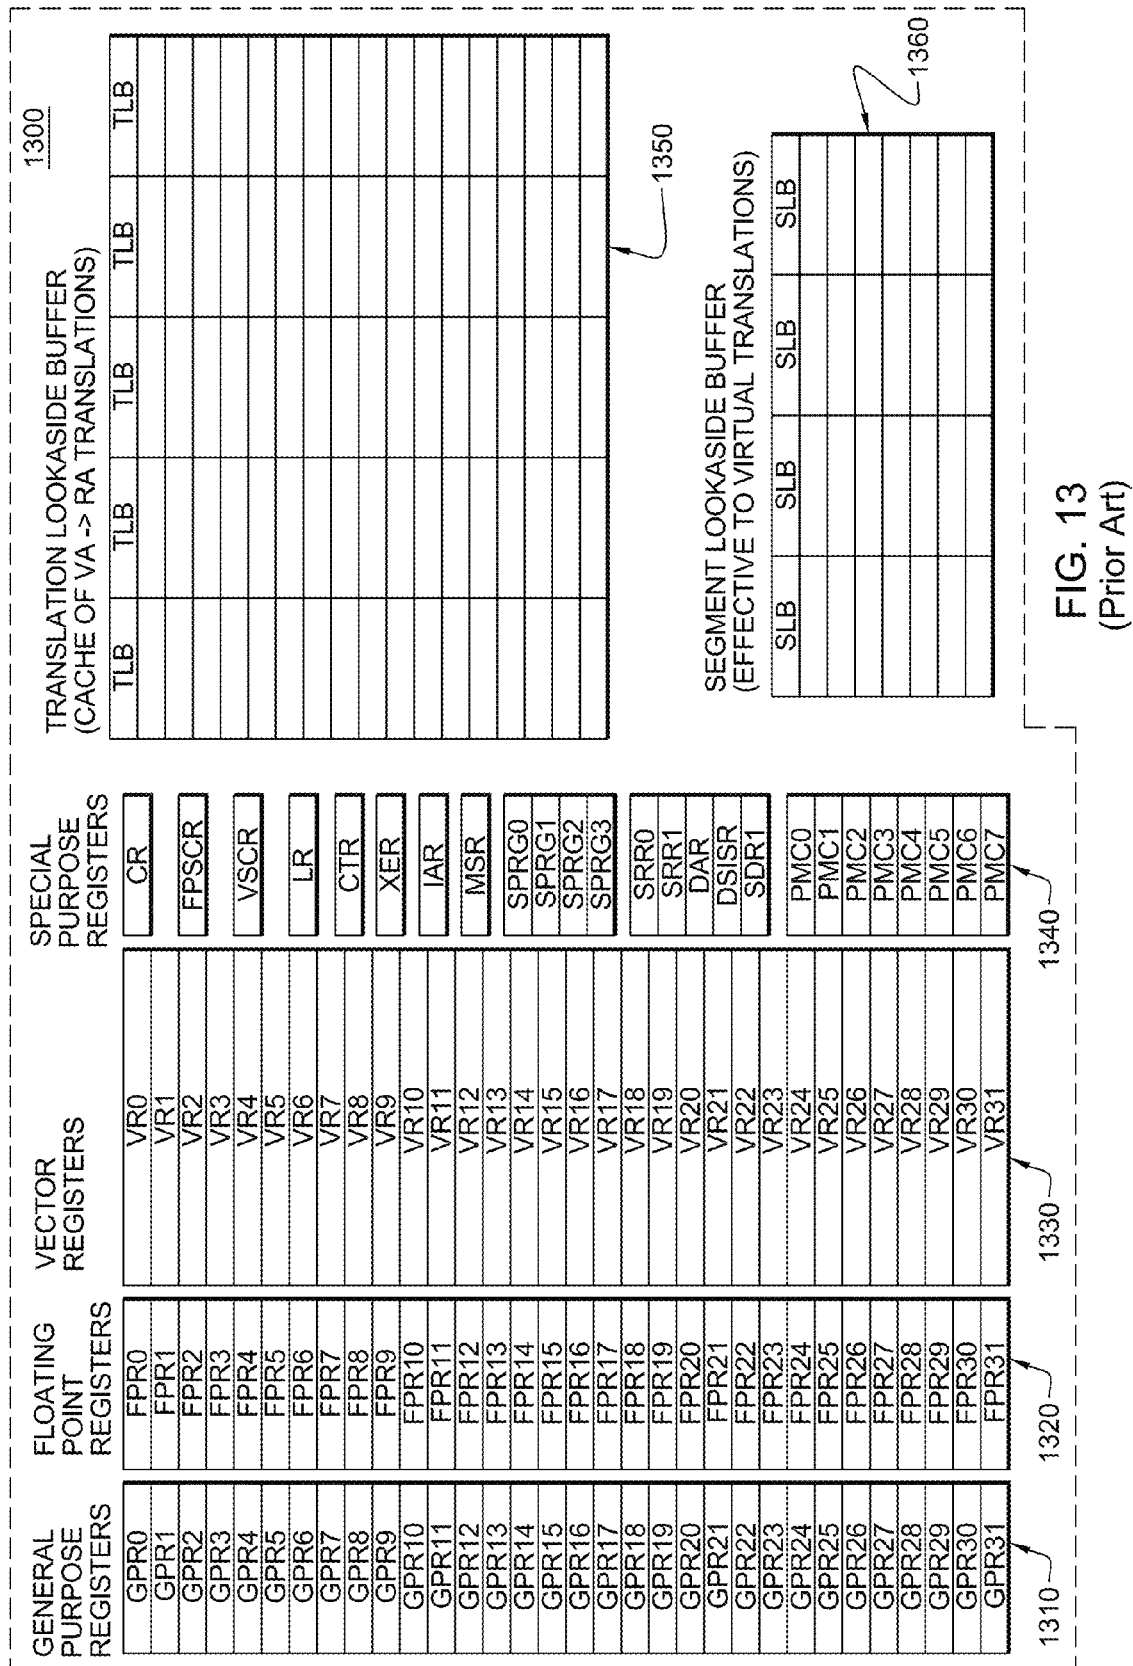 1300
GENERAL
PURPOSE
REGISTERS
GPR0
GPR1
GPR2
GPR3
GPR4
GPR5
GPR6
GPR7
GPR8
GPR9
GPR10
GPR11
GPR12
GPR13
GPR14
GPR15
GPR16
GPR17
GPR18
GPR19
GPR20
GPR21
GPR22
GPR23
GPR24
GPR25
GPR26
GPR27
GPR28
GPR29
GPR30
GPR31
1310
FLOATING
POINT
REGISTERS
FPR0
FPR1
FPR2
FPR3
FPR4
FPR5
FPR6
FPR7
FPR8
FPR9
FPR10
FPR11
FPR12
FPR13
FPR14
FPR15
FPR16
FPR17
FPR18
FPR19
FPR20
FPR21
FPR22
FPR23
FPR24
FPR25
FPR26
FPR27
FPR28
FPR29
FPR30
FPR31
1320
VECTOR
REGISTERS
VR0
VR1
VR2
VR3
VR4
VR5
VR6
VR7
VR8
VR9
VR10
VR11
VR12
VR13
VR14
VR15
VR16
VR17
VR18
VR19
VR20
VR21
VR22
VR23
VR24
VR25
VR26
VR27
VR28
VR29
VR30
VR31
1330
SPECIAL
PURPOSE
REGISTERS
CR
FPSCR
VSCR
LR
CTR
XER
IAR
MSR
SPRG0
SPRG1
SPRG2
SPRG3
SRR0
SRR1
DAR
DSISR
SDR1
PMC0
PMC1
PMC2
PMC3
PMC4
PMC5
PMC6
PMC7
1340
TRANSLATION LOOKASIDE BUFFER
(CACHE OF VA -> RA TRANSLATIONS)
TLB TLB TLB TLB TLB
1350
SEGMENT LOOKASIDE BUFFER
(EFFECTIVE TO VIRTUAL TRANSLATIONS)
SLB SLB SLB SLB
1360
FIG. 13
(Prior Art)